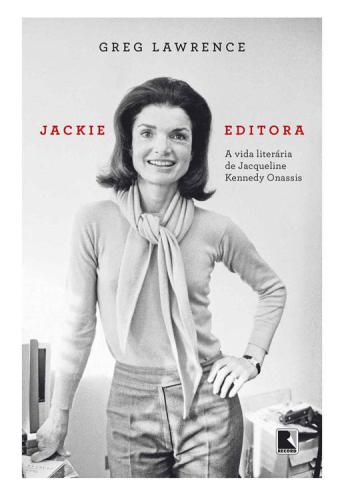 GREG LAWRENCE
JACKIE EDITORA
A vida literária
de Jacqueline
Kennedy Onassis
RECORD